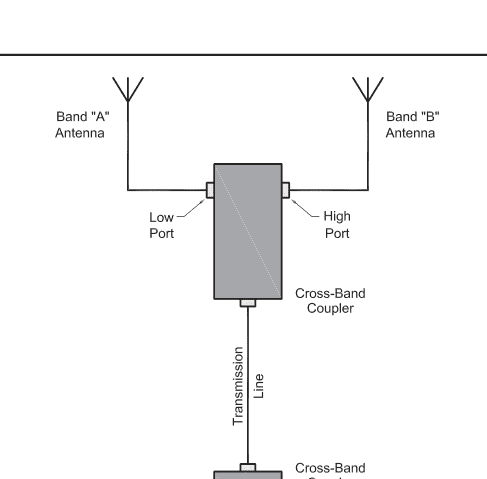 Band "A"
Antenna
Band "B"
Antenna
Low
Port
High
Port
Cross-Band
Coupler
Transmission
Line
Cross-Band